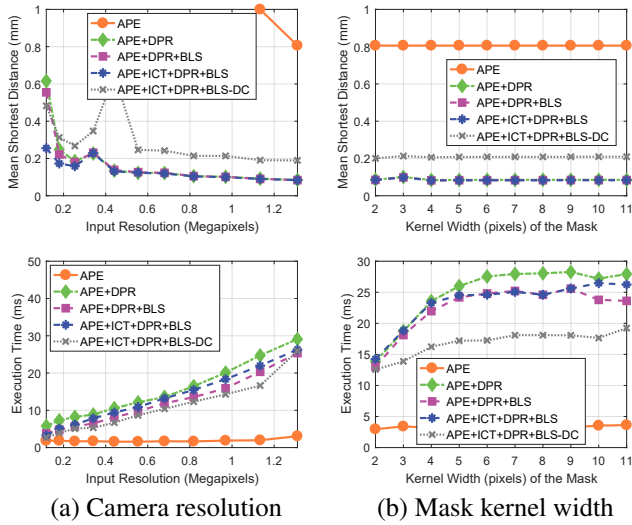 Mean Shortest Distance (mm)
1
0.8
0.6
0.4
0.2
0
APE
APE+DPR
APE+DPR+BLS
APE+ICT+DPR+BLS
APE+ICT+DPR+BLS-DC
0.2 0.4 0.6 0.8 1 1.2
Input Resolution (Megapixels)
Mean Shortest Distance (mm)
1
0.8
0.6
0.4
0.2
0
APE
APE+DPR
APE+DPR+BLS
APE+ICT+DPR+BLS
APE+ICT+DPR+BLS-DC
2 3 4 5 6 7 8 9 10 11
Kernel Width (pixels) of the Mask
Execution Time (ms)
50
40
30
20
10
0
APE
APE+DPR
APE+DPR+BLS
APE+ICT+DPR+BLS
APE+ICT+DPR+BLS-DC
0.2 0.4 0.6 0.8 1 1.2
Input Resolution (Megapixels)
Execution Time (ms)
30
25
20
15
10
5
0
APE
APE+DPR
APE+DPR+BLS
APE+ICT+DPR+BLS
APE+ICT+DPR+BLS-DC
2 3 4 5 6 7 8 9 10 11
Kernel Width (pixels) of the Mask
(a) Camera resolution
(b) Mask kernel width